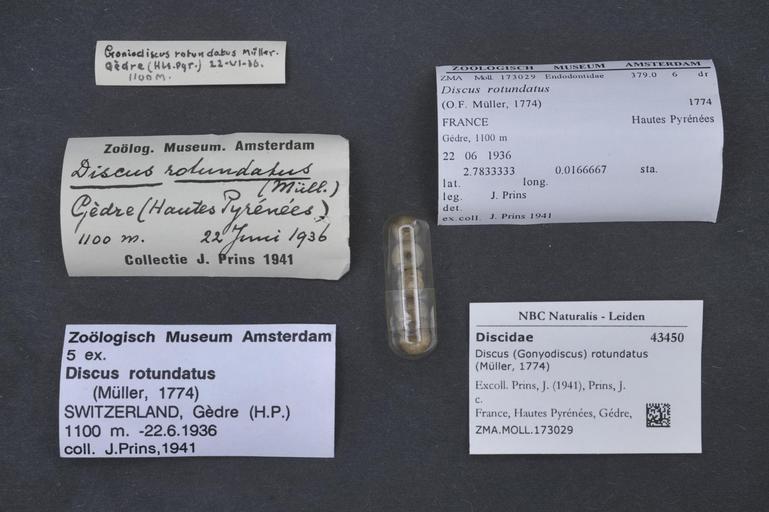 Goniodiscus rotundatus Müller.
Gèdre (Hts. Pyr.) 22-VI-36.
1100 m.
ZOOLOGISCH MUSEUM AMSTERDAM
ZMA Moll. 173029 Endodontidae 379.0 6 dr
Discus rotundatus
(O.F. Müller, 1774) 1774
FRANCE Hautes Pyrénées
Gèdre, 1100 m
22 06 1936
2.7833333 0.0166667 sta.
lat. long.
leg. J. Prins
det.
ex.coll. J. Prins 1941
Zoölog. Museum. Amsterdam
Discus rotundatus
(Müll.)
Gèdre (Hautes Pyrénées)
1100 m. 22 Juni 1936
Collectie J. Prins 1941
Zoölogisch Museum Amsterdam
5 ex.
Discus rotundatus
(Müller, 1774)
SWITZERLAND, Gèdre (H.P.)
1100 m. -22.6.1936
coll. J.Prins,1941
NBC Naturalis - Leiden
Discidae 43450
Discus (Gonyodiscus) rotundatus
(Müller, 1774)
Excoll. Prins, J. (1941), Prins, J.
c.
France, Hautes Pyrénées, Gédre,
ZMA.MOLL.173029